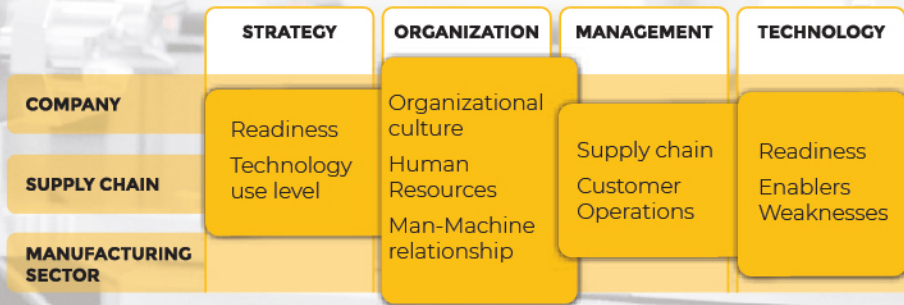 STRATEGY
ORGANIZATION
MANAGEMENT
TECHNOLOGY
COMPANY
SUPPLY CHAIN
MANUFACTURING
SECTOR
Readiness
Technology
use level
Organizational
culture
Human
Resources
Man-Machine
relationship
Supply chain
Customer
Operations
Readiness
Enablers
Weaknesses